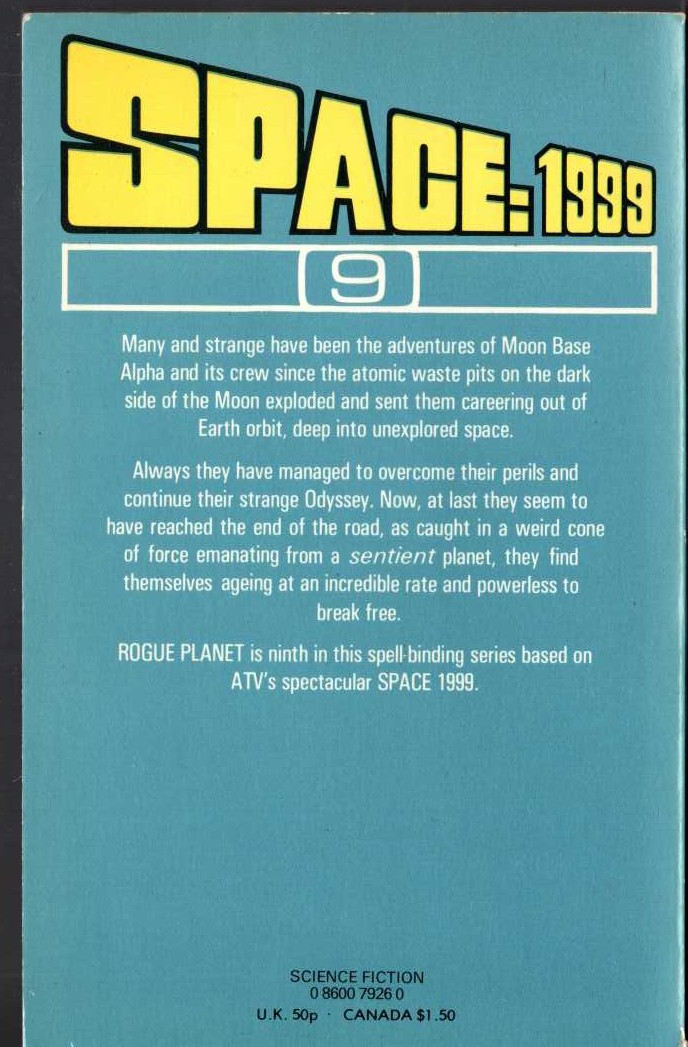 SPACE: 1999
9
Many and strange have been the adventures of Moon Base
Alpha and its crew since the atomic waste pits on the dark
side of the Moon exploded and sent them careering out of
Earth orbit, deep into unexplored space.
Always they have managed to overcome their perils and
continue their strange Odyssey. Now, at last they seem to
have reached the end of the road, as caught in a weird cone
of force emanating from a sentient planet, they find
themselves ageing at an incredible rate and powerless to
break free.
ROGUE PLANET is ninth in this spell-binding series based on
ATV's spectacular SPACE 1999.
SCIENCE FICTION
0 8600 7926 0
U.K. 50p · CANADA $1.50